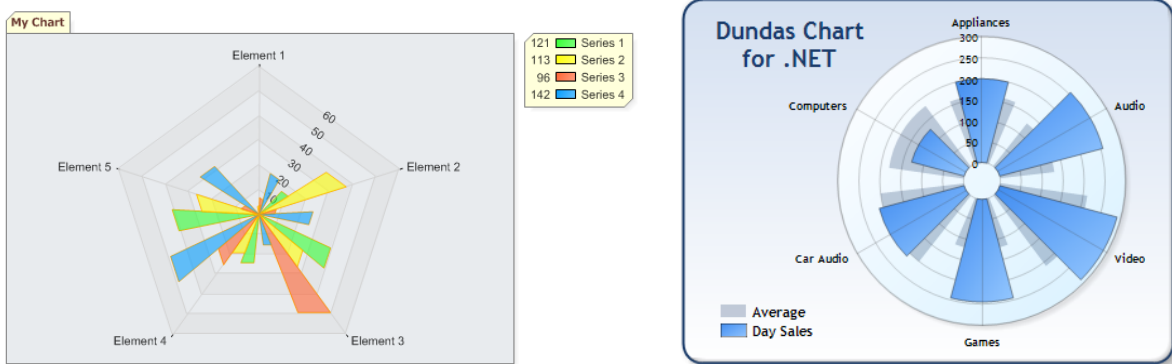 My Chart
Element 1
Element 2
Element 3
Element 4
Element 5
60
50
40
30
20
10
121 Series 1
113 Series 2
96 Series 3
142 Series 4
Dundas Chart
for .NET
Appliances
300
250
200
150
100
50
0
Computers
Audio
Car Audio
Video
Games
Average
Day Sales